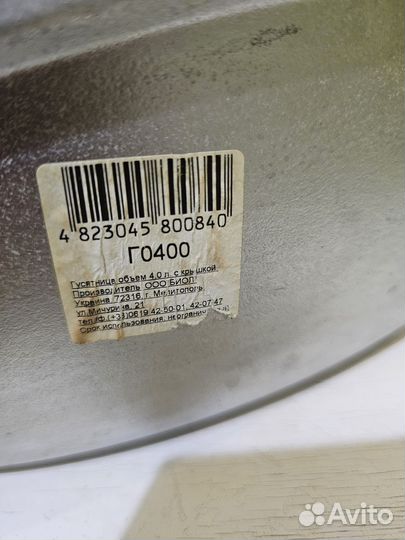 4 823045 800840
Г0400
Гусятница объем 4.0 л. с крышкой
Производитель ООО"БИОЛ"
Украина 72316, г. Мелитополь
ул.Мичурина, 21
тел./ф.(+33)0619 42-50-01, 42-07-47
Срок использования: неограничен
Avito